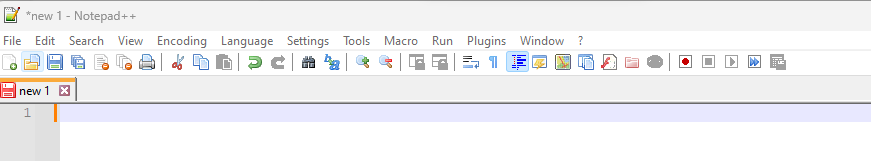 *new 1 - Notepad++
File Edit Search View Encoding Language Settings Tools Macro Run Plugins Window ?
new 1
1